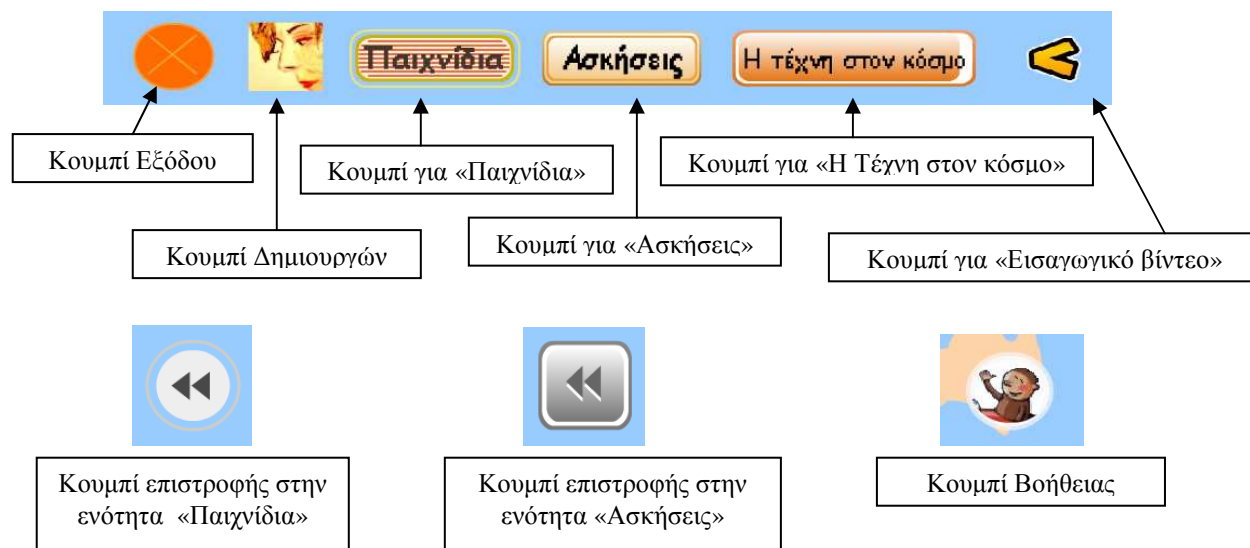 Παιχνίδια
Ασκήσεις
Η τέχνη στον κόσμο
Κουμπί Εξόδου
Κουμπί για «Παιχνίδια»
Κουμπί για «Η Τέχνη στον κόσμο»
Κουμπί Δημιουργών
Κουμπί για «Ασκήσεις»
Κουμπί για «Εισαγωγικό βίντεο»
Κουμπί επιστροφής στην
ενότητα «Παιχνίδια»
Κουμπί επιστροφής στην
ενότητα «Ασκήσεις»
Κουμπί Βοήθειας